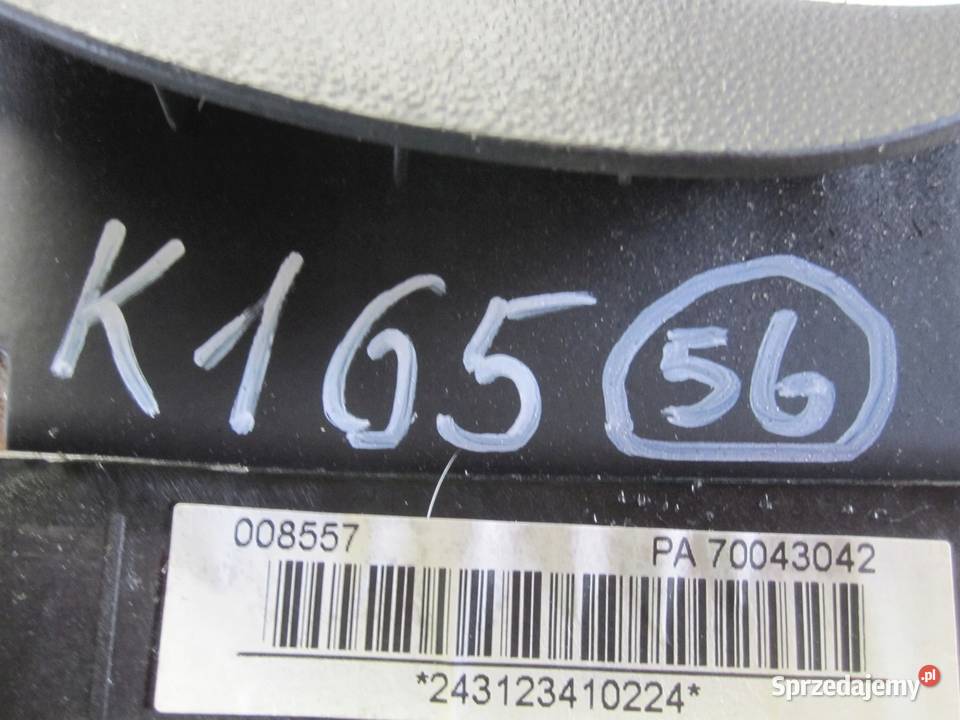 K165 56
008557 PA 70043042
*243123410224*
Sprzedajemy.pl